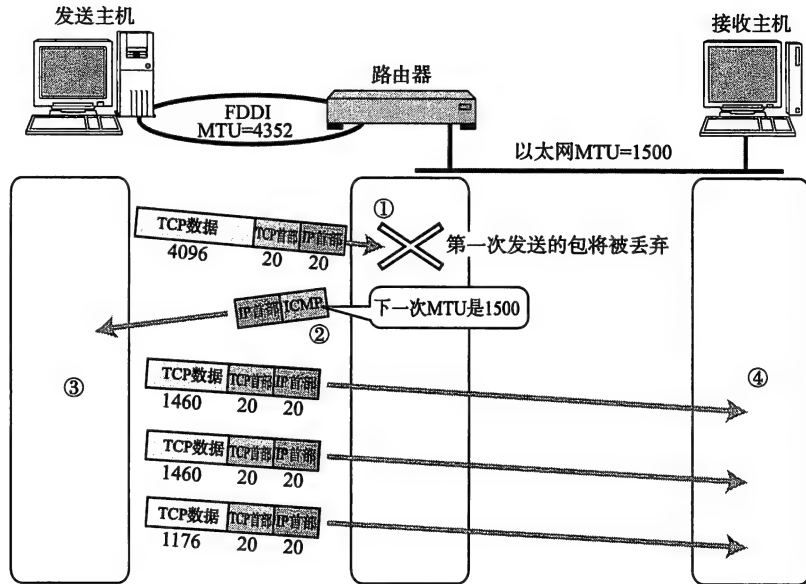 发送主机
接收主机
路由器
FDDI
MTU=4352
以太网MTU=1500
①
TCP数据 TCP首部 IP首部
4096 20 20
第一次发送的包将被丢弃
IP首部 ICMP
下一次MTU是1500
②
③
④
TCP数据 TCP首部 IP首部
1460 20 20
TCP数据 TCP首部 IP首部
1460 20 20
TCP数据 TCP首部 IP首部
1176 20 20